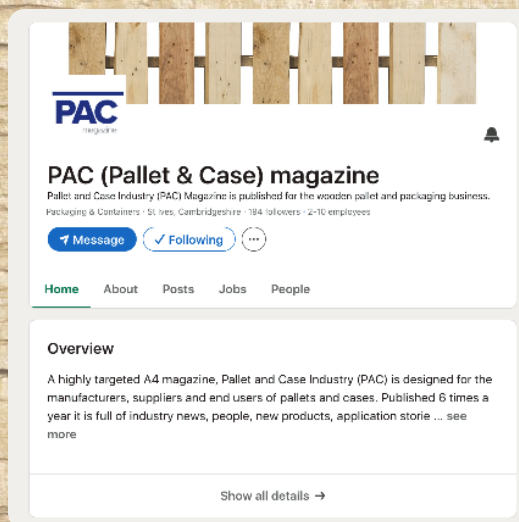 PAC
magazine
PAC (Pallet & Case) magazine
Pallet and Case Industry (PAC) Magazine is published for the wooden pallet and packaging business.
Packaging & Containers · St Ives, Cambridgeshire · 194 followers · 2-10 employees
Message Following ...
Home About Posts Jobs People
Overview
A highly targeted A4 magazine, Pallet and Case Industry (PAC) is designed for the
manufacturers, suppliers and end users of pallets and cases. Published 6 times a
year it is full of industry news, people, new products, application storie ... see
more
Show all details →